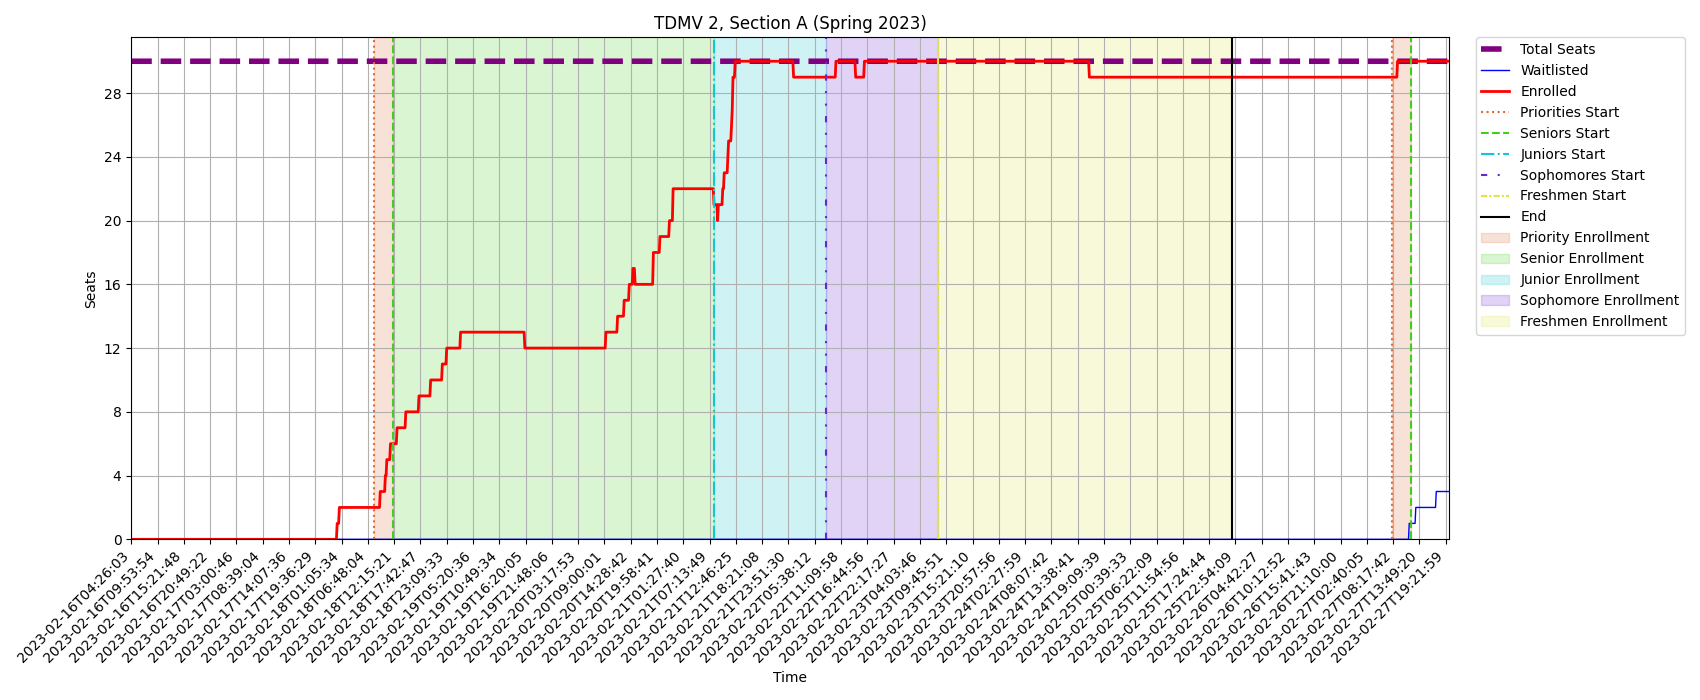 TDMV 2, Section A (Spring 2023)
Seats
28
24
20
16
12
8
4
0
2023-02-16T04:26:03
2023-02-16T09:53:54
2023-02-16T15:21:48
2023-02-16T20:49:22
2023-02-17T03:00:46
2023-02-17T08:39:04
2023-02-17T14:07:36
2023-02-17T19:36:29
2023-02-18T01:05:34
2023-02-18T06:48:04
2023-02-18T12:15:21
2023-02-18T17:42:47
2023-02-18T23:09:33
2023-02-19T05:20:36
2023-02-19T10:49:34
2023-02-19T16:20:05
2023-02-19T21:48:06
2023-02-20T03:17:53
2023-02-20T09:00:01
2023-02-20T14:28:42
2023-02-20T19:58:41
2023-02-21T01:27:40
2023-02-21T07:13:49
2023-02-21T12:46:25
2023-02-21T18:21:08
2023-02-21T23:51:30
2023-02-22T05:38:12
2023-02-22T11:09:58
2023-02-22T16:44:56
2023-02-22T22:17:27
2023-02-23T04:03:46
2023-02-23T09:45:51
2023-02-23T15:21:10
2023-02-23T20:57:56
2023-02-24T02:27:59
2023-02-24T08:07:42
2023-02-24T13:38:41
2023-02-24T19:09:39
2023-02-25T00:39:33
2023-02-25T06:22:09
2023-02-25T11:54:56
2023-02-25T17:24:44
2023-02-25T22:54:09
2023-02-26T04:42:27
2023-02-26T10:12:52
2023-02-26T15:41:43
2023-02-26T21:10:00
2023-02-27T02:40:05
2023-02-27T08:17:42
2023-02-27T13:49:20
2023-02-27T19:21:59
Time
Total Seats
Waitlisted
Enrolled
Priorities Start
Seniors Start
Juniors Start
Sophomores Start
Freshmen Start
End
Priority Enrollment
Senior Enrollment
Junior Enrollment
Sophomore Enrollment
Freshmen Enrollment